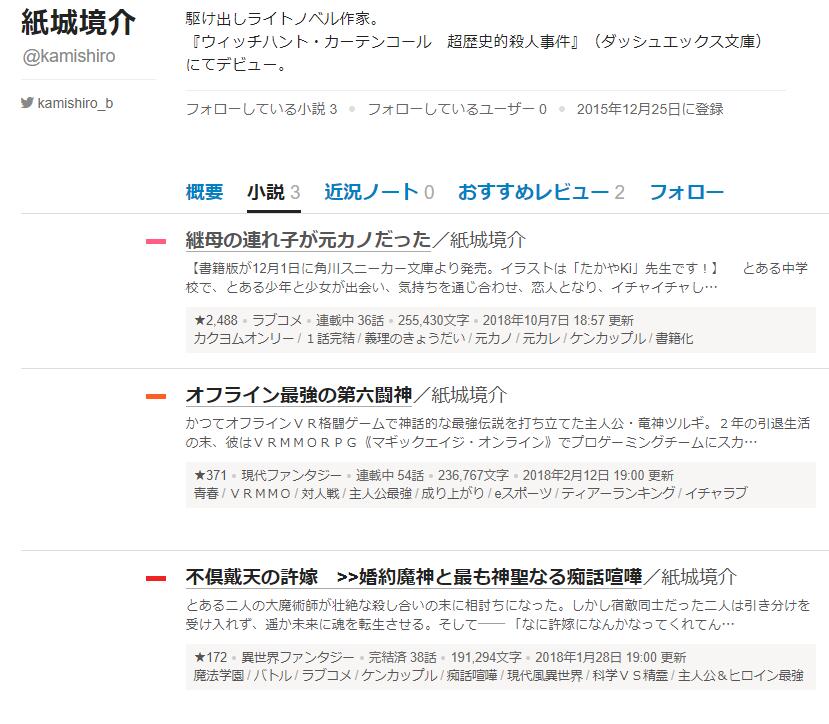 紙城境介
@kamishiro
kamishiro_b
駆け出しライトノベル作家。
『ウィッチハント・カーテンコール　超歴史的殺人事件』（ダッシュエックス文庫）
にてデビュー。
フォローしている小説 3 ● フォローしているユーザー 0 ● 2015年12月25日に登録
概要 小説 3 近況ノート 0 おすすめレビュー 2 フォロー
継母の連れ子が元カノだった／紙城境介
【書籍版が12月1日に角川スニーカー文庫より発売。イラストは「たかやKi」先生です！】　とある中学
校で、とある少年と少女が出会い、気持ちを通じ合わせ、恋人となり、イチャイチャし…
★2,488 • ラブコメ • 連載中 36話 • 255,430文字 • 2018年10月7日 18:57 更新
カクヨムオンリー / １話完結 / 義理のきょうだい / 元カノ / 元カレ / ケンカップル / 書籍化
オフライン最強の第六闘神／紙城境介
かつてオフラインＶＲ格闘ゲームで神話的な最強伝説を打ち立てた主人公・竜神ツルギ。２年の引退生活
の末、彼はＶＲＭＭＯＲＰＧ《マギックエイジ・オンライン》でプロゲーミングチームにスカ…
★371 • 現代ファンタジー • 連載中 54話 • 236,767文字 • 2018年2月12日 19:00 更新
青春 / ＶＲＭＭＯ / 対人戦 / 主人公最強 / 成り上がり / eスポーツ / ティアーランキング / イチャラブ
不倶戴天の許嫁　>>婚約魔神と最も神聖なる痴話喧嘩／紙城境介
とある二人の大魔術師が壮絶な殺し合いの末に相討ちになった。しかし宿敵同士だった二人は引き分けを
受け入れず、遥か未来に魂を転生させる。そして――「なに許嫁になんかなってくれてん…
★172 • 異世界ファンタジー • 完結済 38話 • 191,294文字 • 2018年1月28日 19:00 更新
魔法学園 / バトル / ラブコメ / ケンカップル / 痴話喧嘩 / 現代風異世界 / 科学ＶＳ精霊 / 主人公＆ヒロイン最強